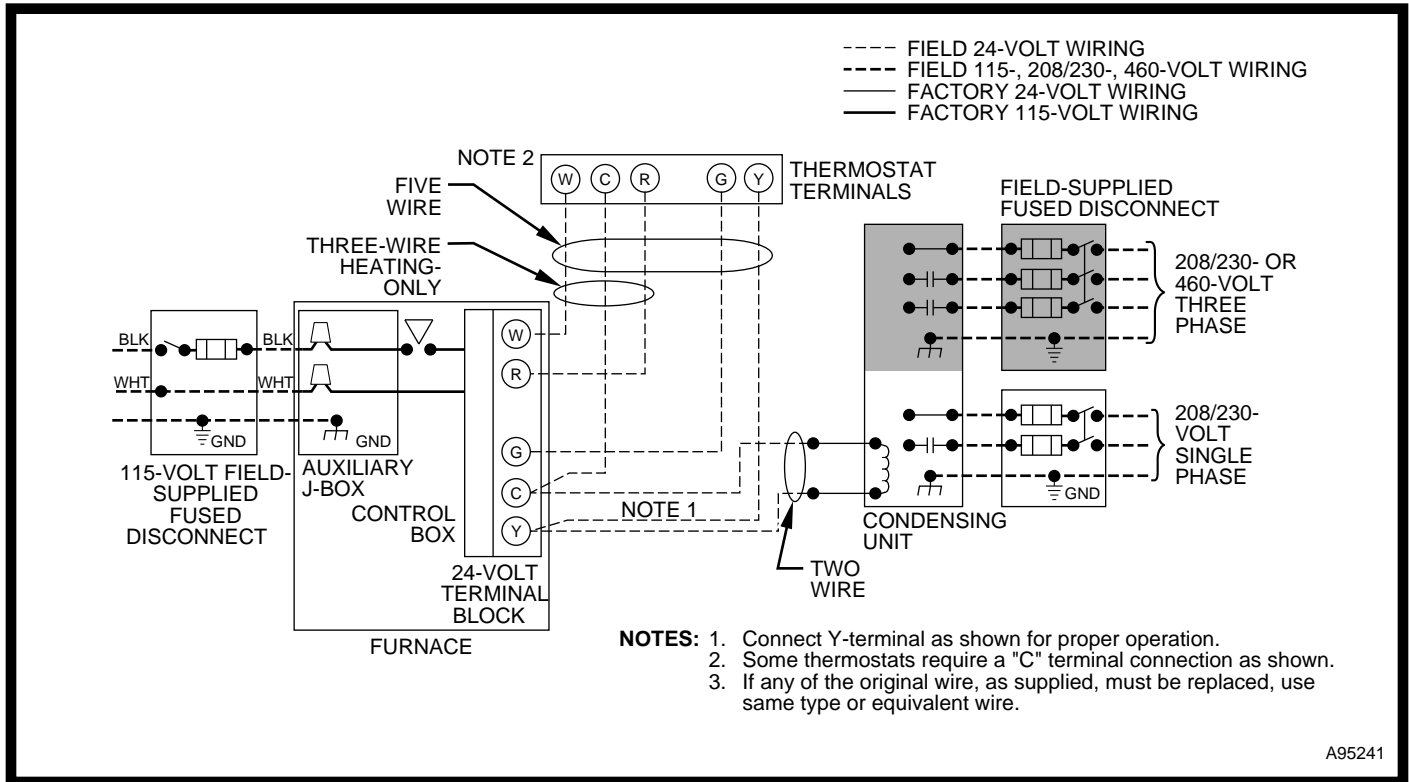 FIELD 24-VOLT WIRING
FIELD 115-, 208/230-, 460-VOLT WIRING
FACTORY 24-VOLT WIRING
FACTORY 115-VOLT WIRING
NOTE 2
W C R G Y
THERMOSTAT
TERMINALS
FIVE
WIRE
THREE-WIRE
HEATING-
ONLY
FIELD-SUPPLIED
FUSED DISCONNECT
208/230- OR
460-VOLT
THREE
PHASE
BLK
BLK
WHT
WHT
GND
GND
W
R
G
C
Y
115-VOLT FIELD-
SUPPLIED
FUSED
DISCONNECT
AUXILIARY
J-BOX
CONTROL
BOX
24-VOLT
TERMINAL
BLOCK
FURNACE
NOTE 1
TWO
WIRE
CONDENSING
UNIT
GND
208/230-
VOLT
SINGLE
PHASE
NOTES: 1. Connect Y-terminal as shown for proper operation.
2. Some thermostats require a "C" terminal connection as shown.
3. If any of the original wire, as supplied, must be replaced, use
same type or equivalent wire.
A95241